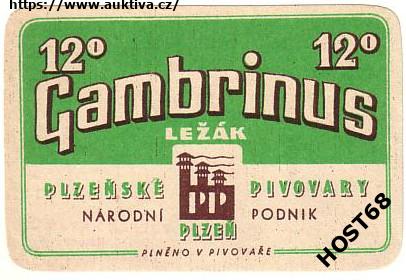 https://www.auktiva.cz/
12° 12°
Gambrinus
LEŽÁK
PLZEŇSKÉ PIVOVARY
NÁRODNÍ PODNIK
PP
PLZEŇ
PLNĚNO V PIVOVAŘE
HOST68